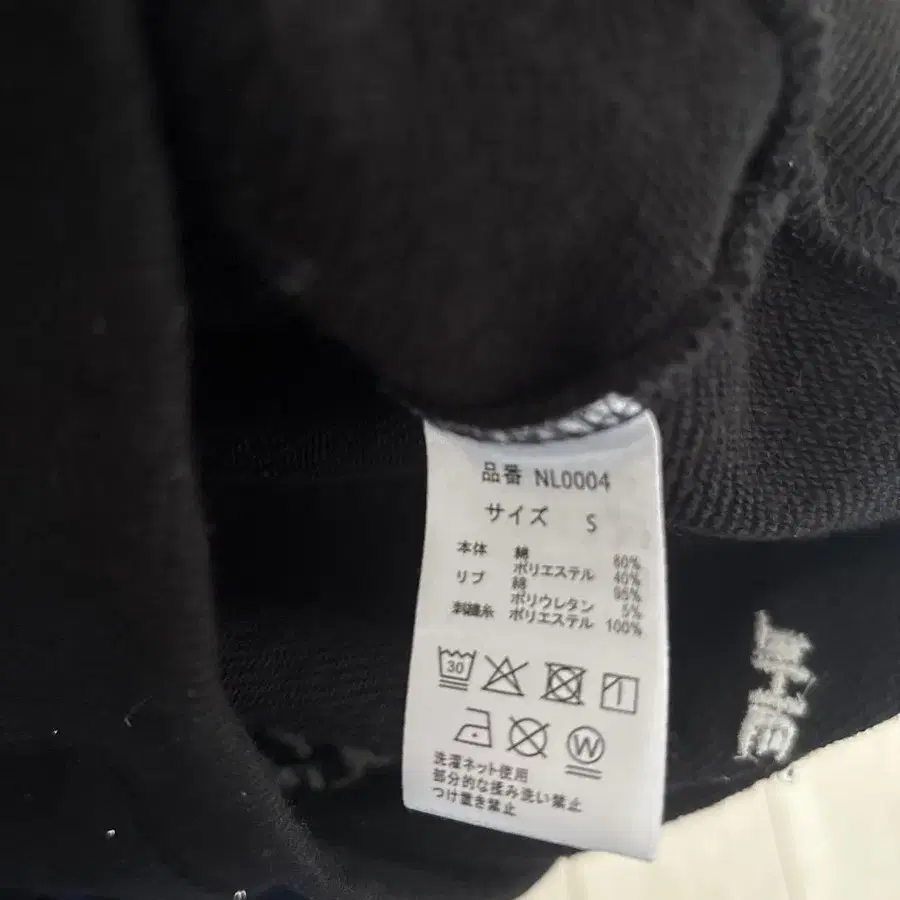 品番 NL0004
サイズ S
本体 綿 60%
ポリエステル 40%
リブ 綿 95%
ポリウレタン 5%
刺繍糸 ポリエステル 100%
30
W
洗濯ネット使用
部分的な揉み洗い禁止
つけ置き禁止